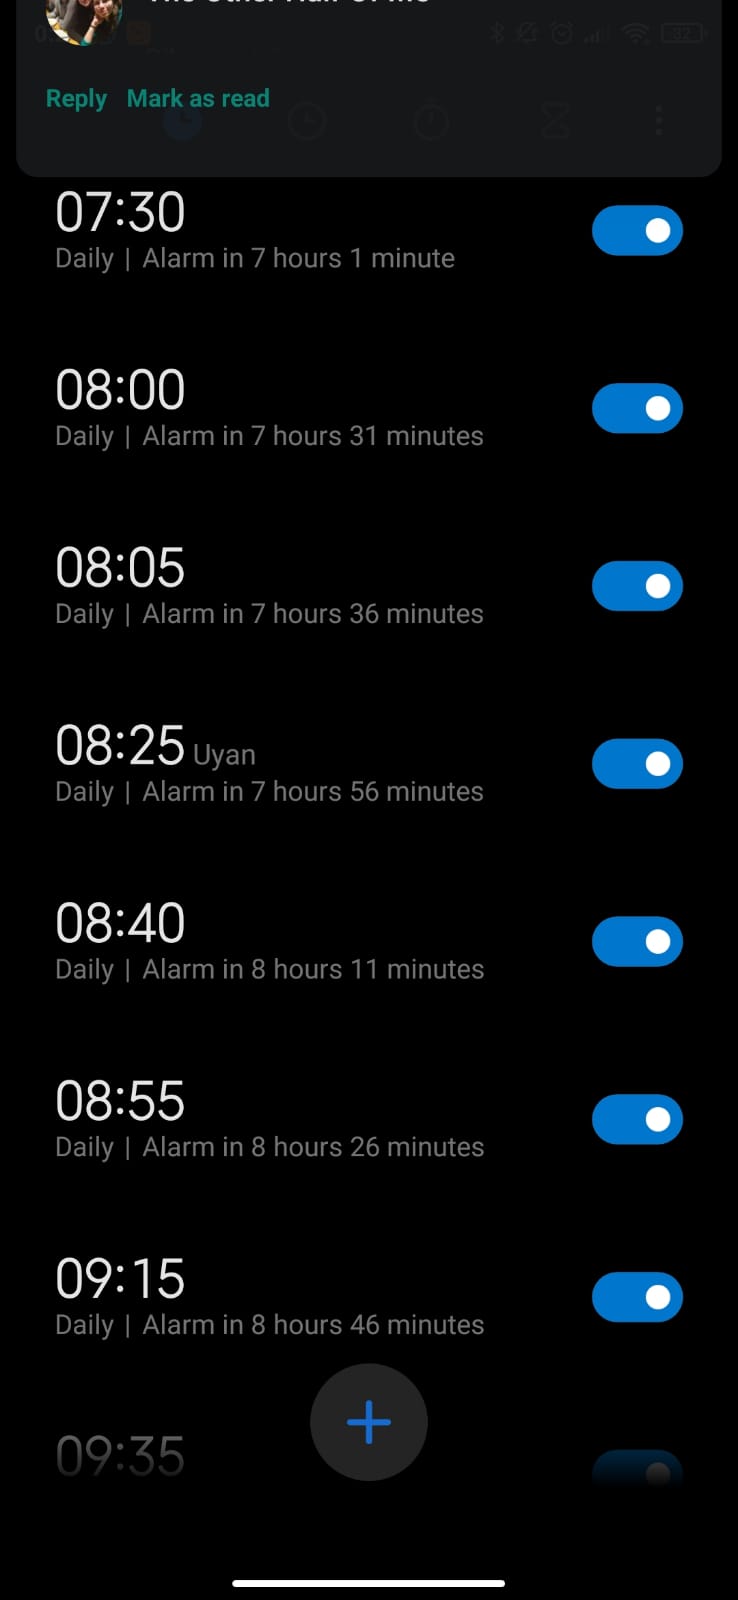 Reply Mark as read
07:30
Daily | Alarm in 7 hours 1 minute
08:00
Daily | Alarm in 7 hours 31 minutes
08:05
Daily | Alarm in 7 hours 36 minutes
08:25 Uyan
Daily | Alarm in 7 hours 56 minutes
08:40
Daily | Alarm in 8 hours 11 minutes
08:55
Daily | Alarm in 8 hours 26 minutes
09:15
Daily | Alarm in 8 hours 46 minutes
09:35